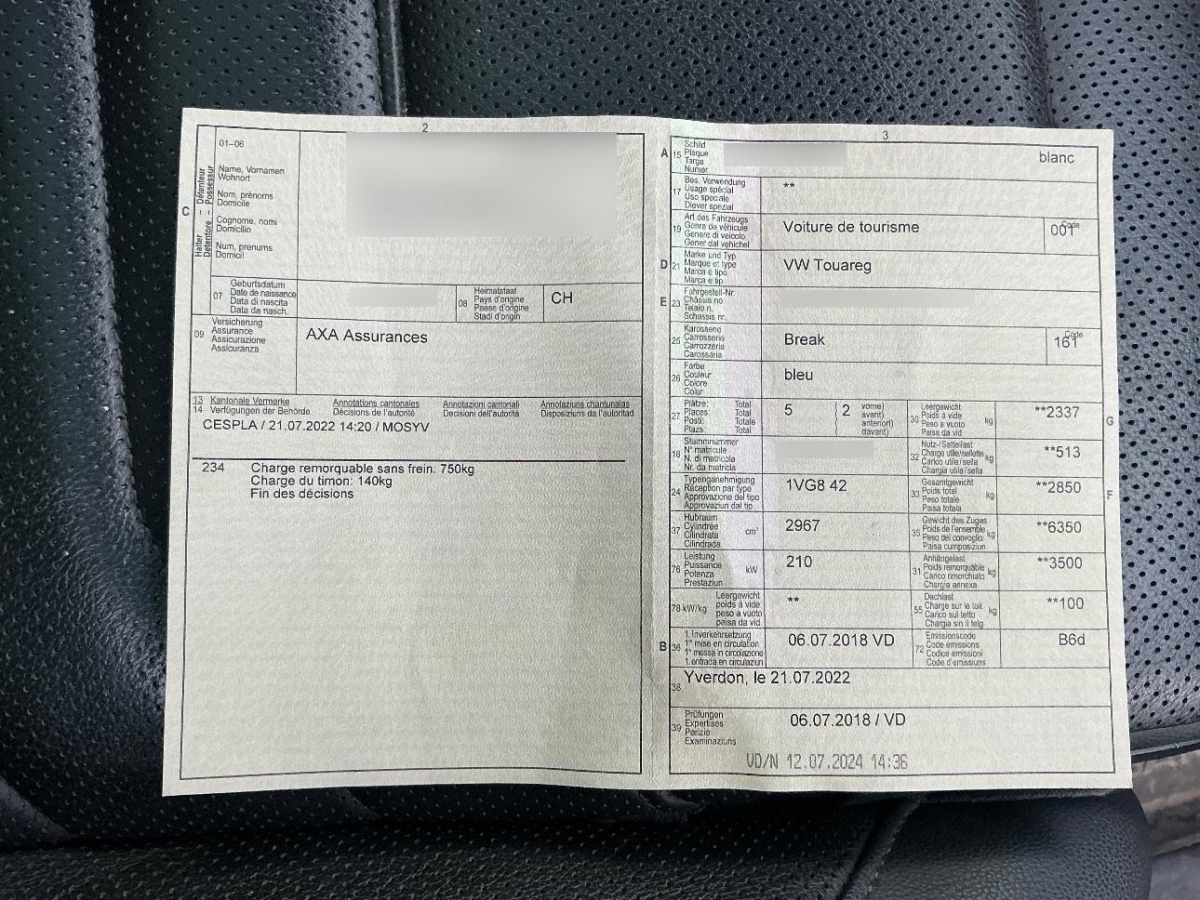 2
01-06
C
Halter – Détenteur
Detentore – Possessur
Name, Vornamen
Wohnort
Nom, prénoms
Domicile
Cognome, nomi
Domicilio
Num, prenums
Domicil
07
Geburtsdatum
Date de naissance
Data di nascita
Data da nasch.
08
Heimatstaat
Pays d'origine
Paese d'origine
Stadi d'origin
CH
09
Versicherung
Assurance
Assicurazione
Assicuranza
AXA Assurances
13 Kantonale Vermerke Annotations cantonales Annotazioni cantonali Annotaziuns chantunalas
14 Verfügungen der Behörde Décisions de l'autorité Decisioni dell'autorità Disposiziuns da l'autoritad
CESPLA / 21.07.2022 14:20 / MOSYV
234 Charge remorquable sans frein: 750kg
Charge du timon: 140kg
Fin des décisions
3
A 15
Schild
Plaque
Targa
Numer
blanc
17
Bes. Verwendung
Usage spécial
Uso speciale
Diever spezial
**
19
Art des Fahrzeugs
Genre de véhicule
Genere di veicolo
Gener dal vehichel
Voiture de tourisme
Code
001
D 21
Marke und Typ
Marque et type
Marca e tipo
Marca e tip
VW Touareg
E 23
Fahrgestell-Nr.
Châssis no
Telaio n.
Schassis nr.
25
Karosserie
Carrosserie
Carrozzeria
Carossaria
Break
Code
161
26
Farbe
Couleur
Colore
Colur
bleu
27
Plätze: Total
Places: Total
Posti: Totale
Plazs: Total
5
2
vorne)
avant)
anteriori)
davant)
30
Leergewicht
Poids à vide
Peso a vuoto
Paisa da vid
kg
**2337
G
18
Stammnummer
N° matricule
N. di matricola
Nr. da matricla
32
Nutz-/Sattellast
Charge utile/sellette
Carico utile/sella
Chargia utila/sella
kg
**513
24
Typengenehmigung
Réception par type
Approvazione del tipo
Approvaziun dal tip
1VG8 42
33
Gesamtgewicht
Poids total
Peso totale
Paisa totala
kg
**2850
F
37
Hubraum
Cylindrée
Cilindrata
Cilindrada
cm³
2967
35
Gewicht des Zuges
Poids de l'ensemble
Peso del convoglio
Paisa cumposiziun
kg
**6350
76
Leistung
Puissance
Potenza
Prestaziun
kW
210
31
Anhängelast
Poids remorquable
Carico rimorchiato
Chargia annexa
kg
**3500
78 kW/kg
Leergewicht
poids à vide
peso a vuoto
paisa da vid
**
55
Dachlast
Charge sur le toit
Carico sul tetto
Chargia sin il tetg
kg
**100
B 36
1. Inverkehrsetzung
1re mise en circulation
1a messa in circolazione
1. entrada en circulaziun
06.07.2018 VD
72
Emissionscode
Code émissions
Codice emissioni
Code d'emissiuns
B6d
38
Yverdon, le 21.07.2022
39
Prüfungen
Expertises
Perizie
Examinaziuns
06.07.2018 / VD
VD/N 12.07.2024 14:36